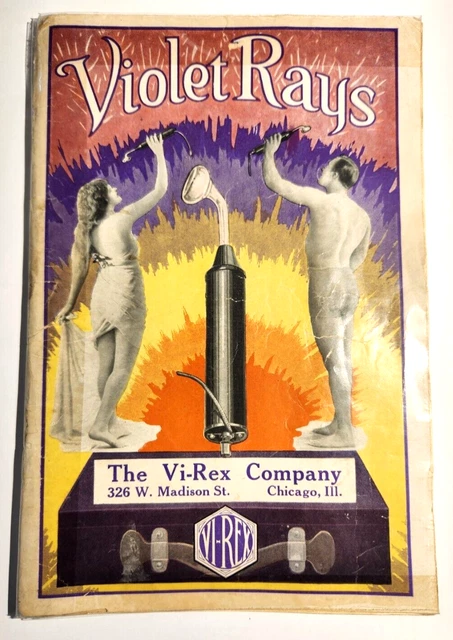 Violet Rays
The Vi-Rex Company
326 W. Madison St. Chicago, Ill.
VI-REX